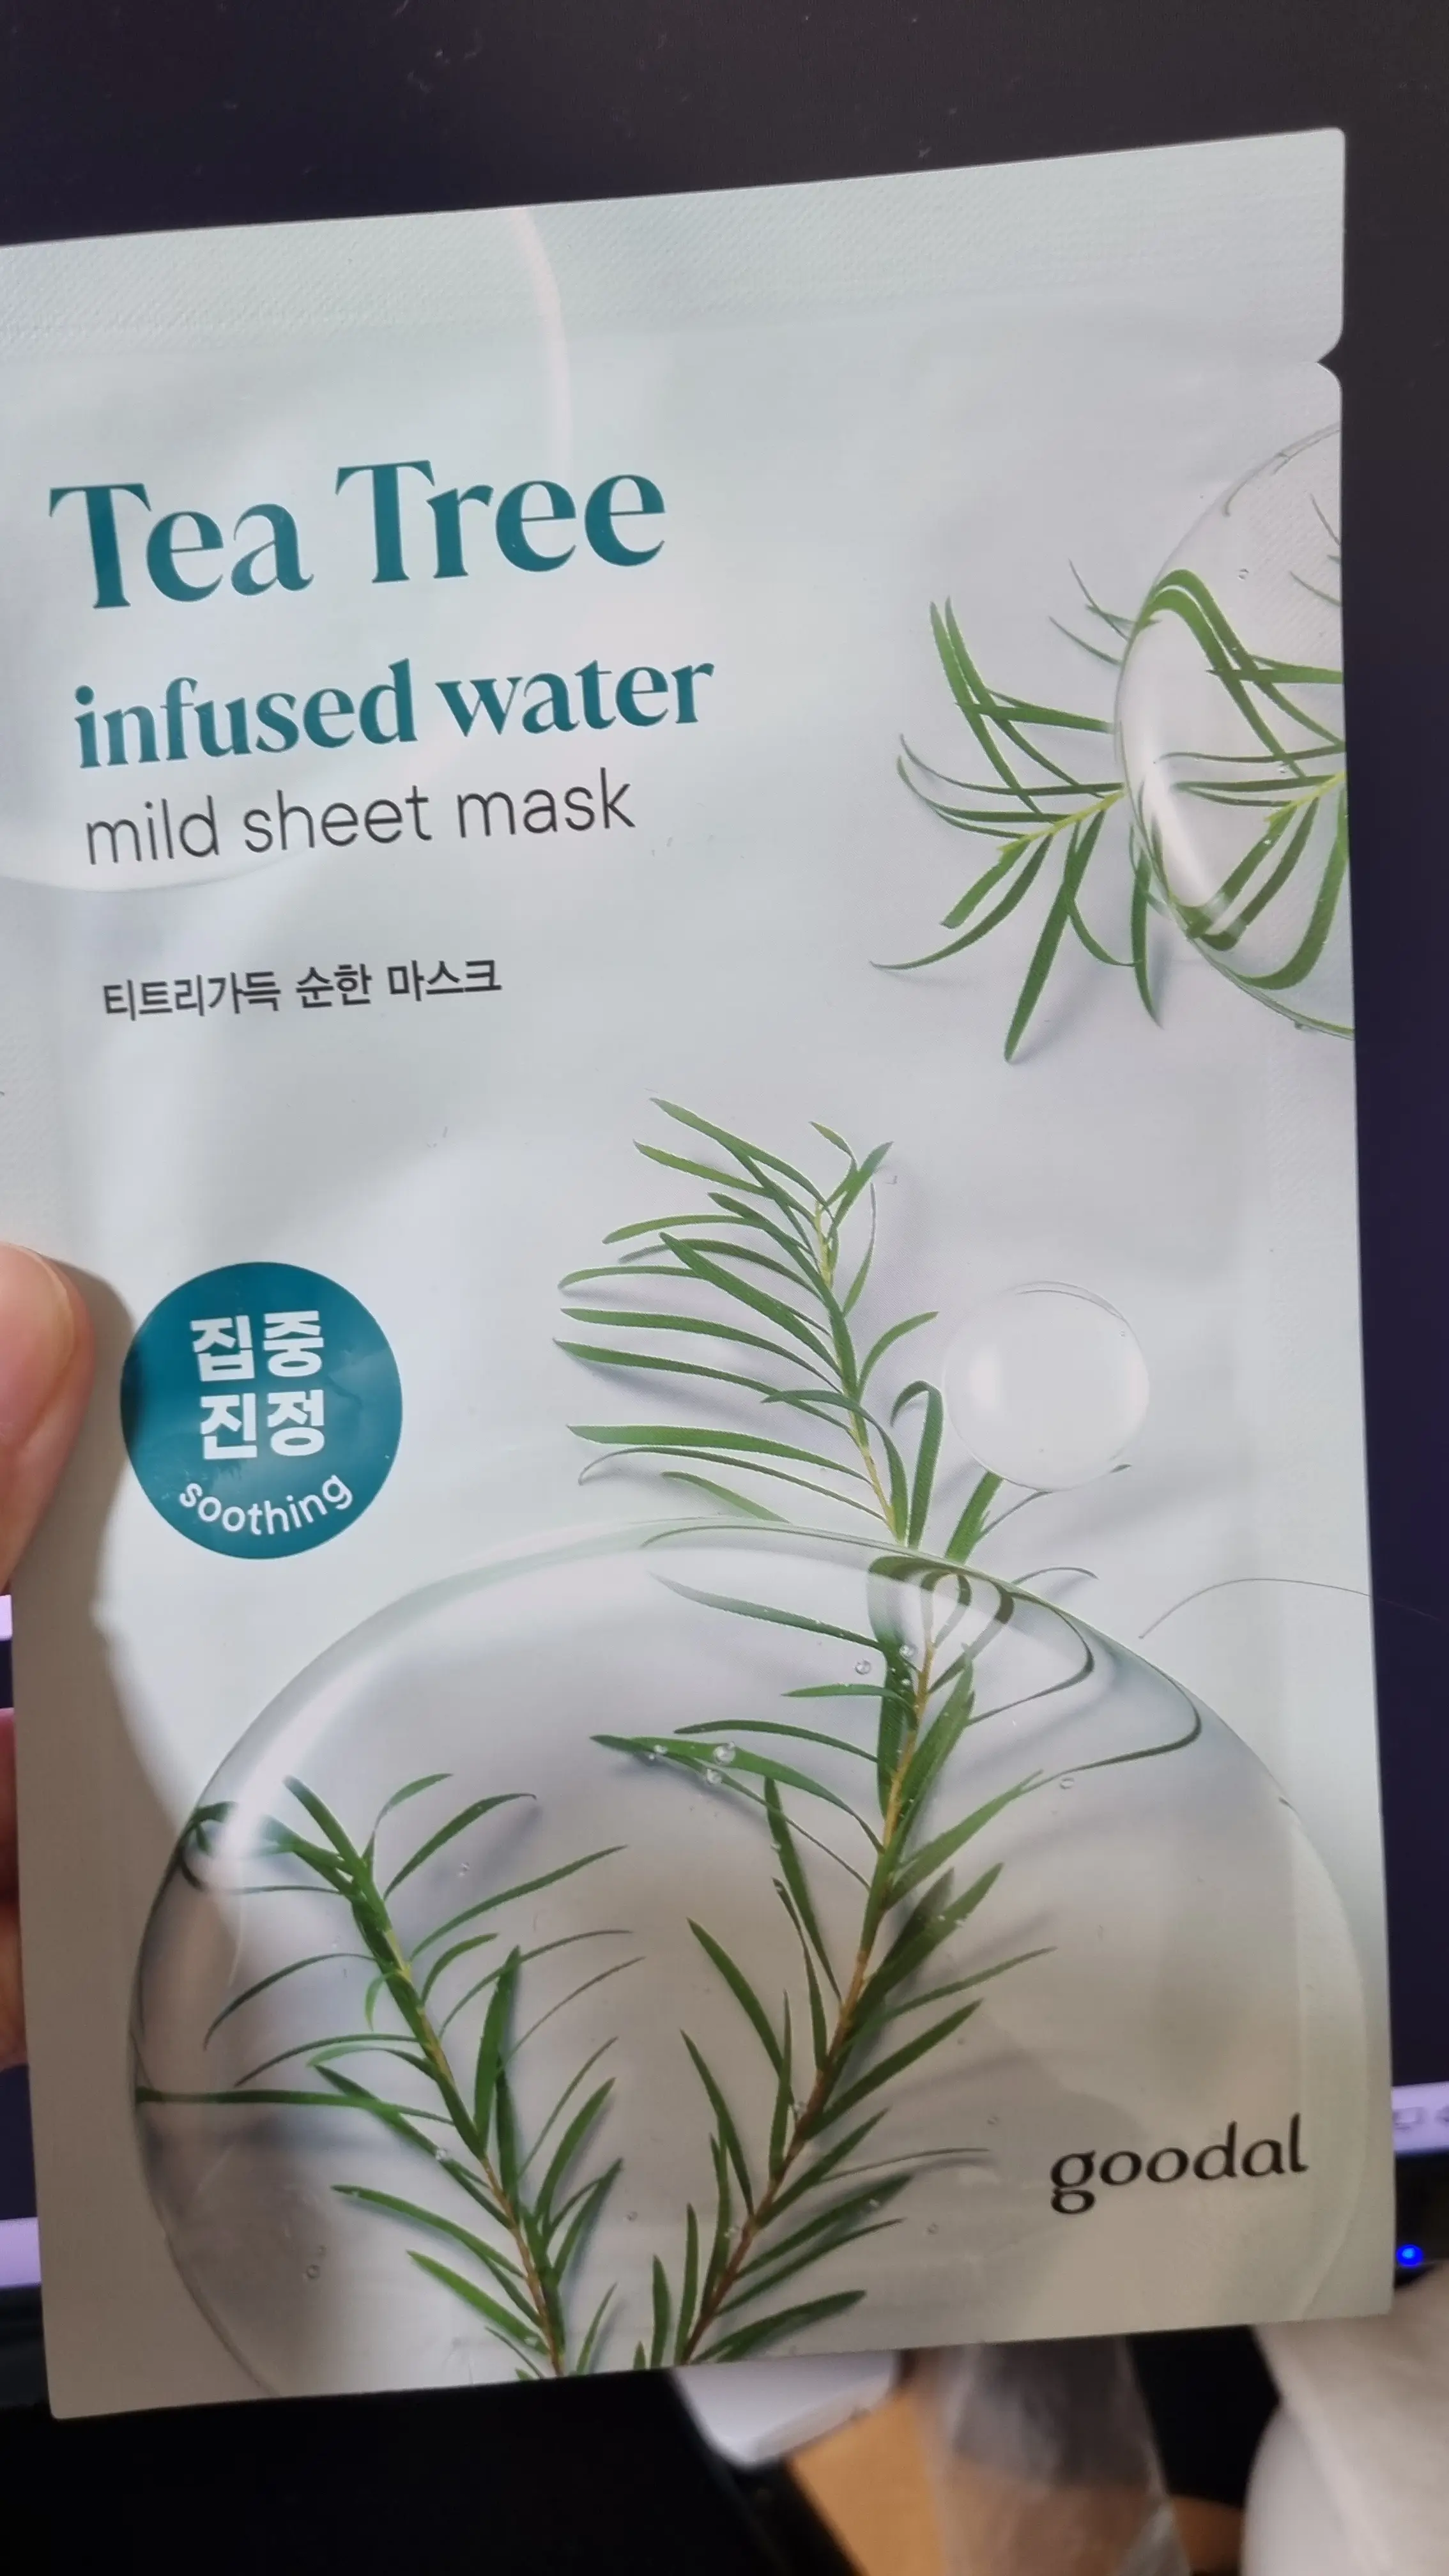 Tea Tree
infused water
mild sheet mask
티트리가득 순한 마스크
집중
진정
soothing
goodal